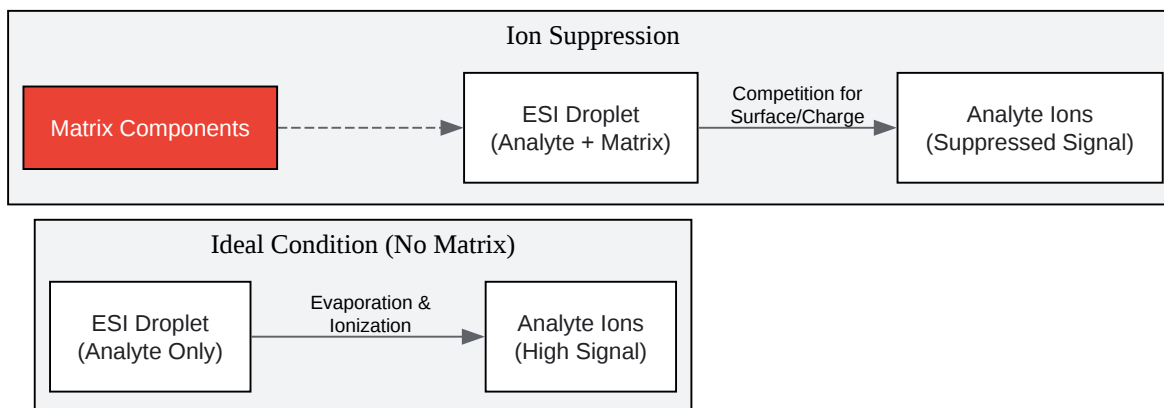 Ion Suppression
Matrix Components
ESI Droplet
(Analyte + Matrix)
Competition for
Surface/Charge
Analyte Ions
(Suppressed Signal)
Ideal Condition (No Matrix)
ESI Droplet
(Analyte Only)
Evaporation &
Ionization
Analyte Ions
(High Signal)